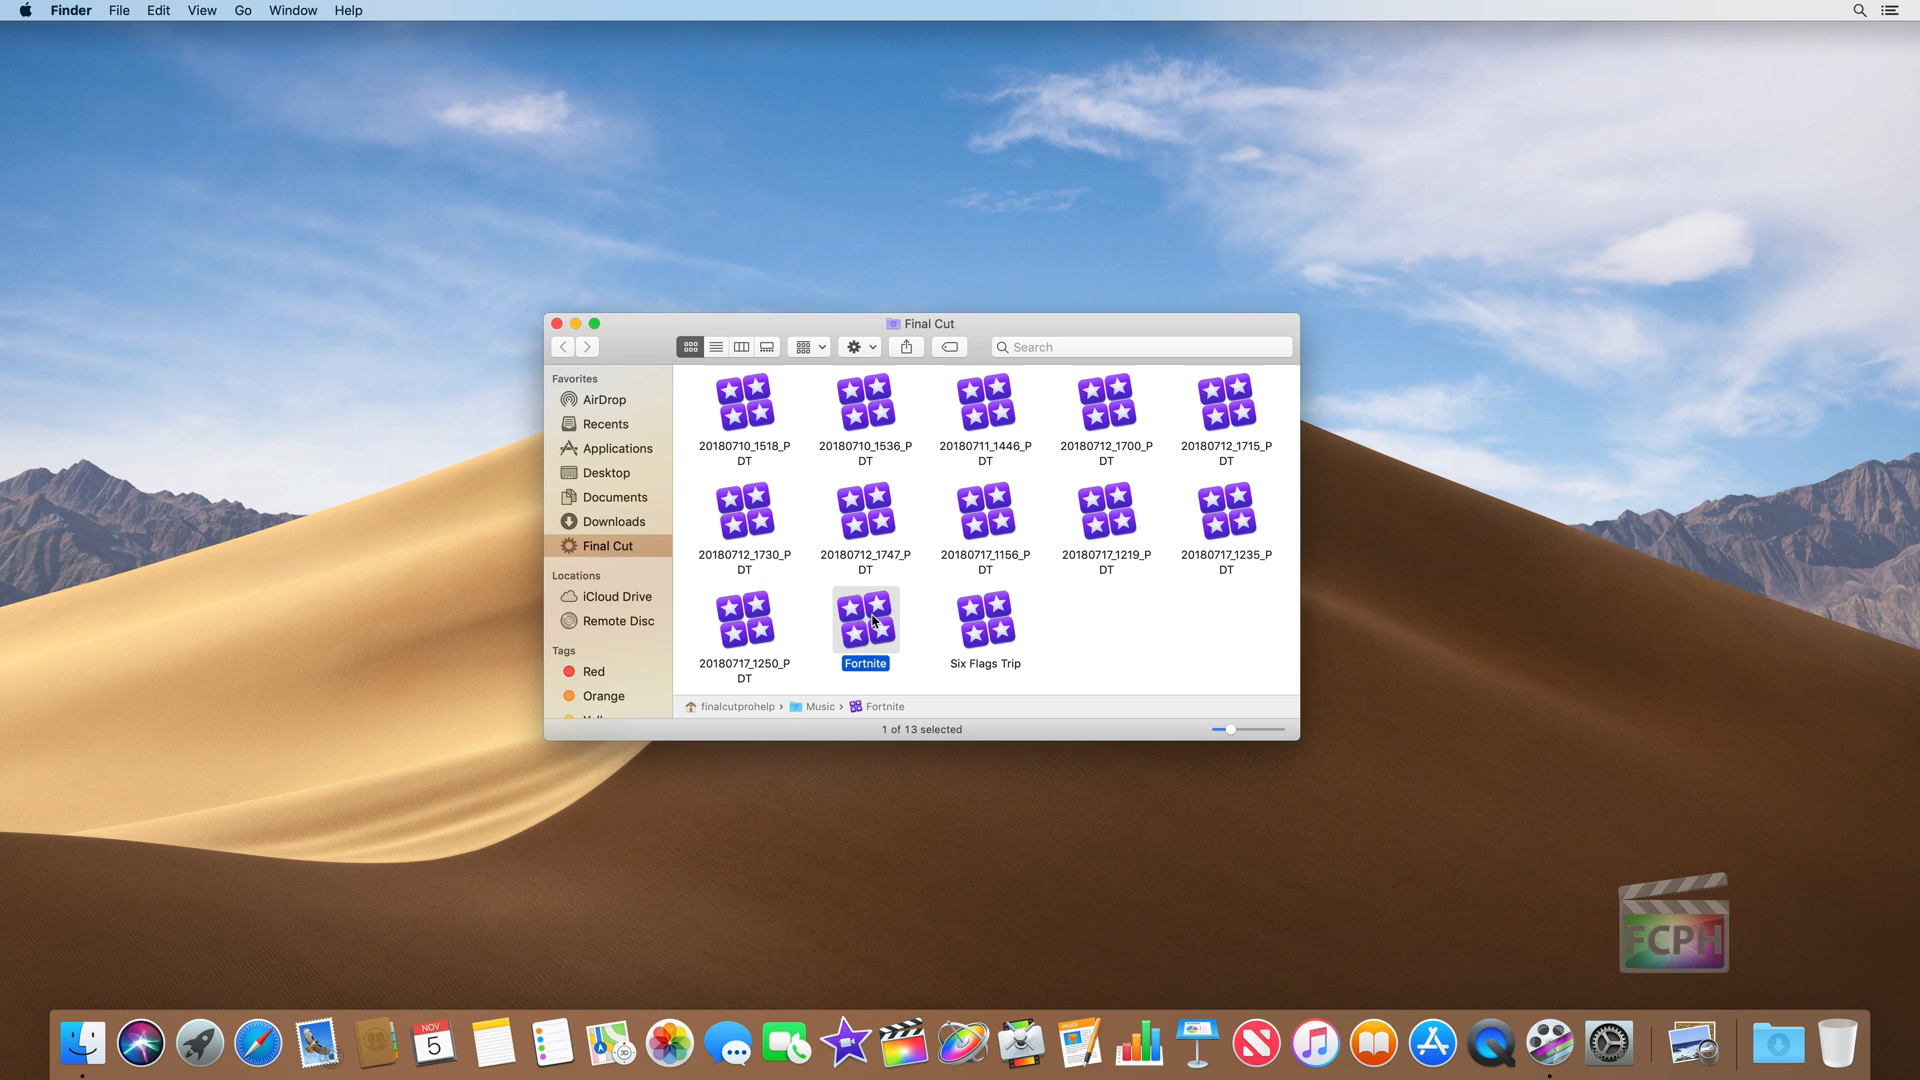 Finder File Edit View Go Window Help
Final Cut
Search
Favorites
AirDrop
Recents
Applications
Desktop
Documents
Downloads
Final Cut
Locations
iCloud Drive
Remote Disc
Tags
Red
Orange
20180710_1518_P
DT
20180710_1536_P
DT
20180711_1446_P
DT
20180712_1700_P
DT
20180712_1715_P
DT
20180712_1730_P
DT
20180712_1747_P
DT
20180717_1156_P
DT
20180717_1219_P
DT
20180717_1235_P
DT
20180717_1250_P
DT
Fortnite
Six Flags Trip
finalcutprohelp › Music › Fortnite
1 of 13 selected
FCPH
NOV
5
3D
PAGES